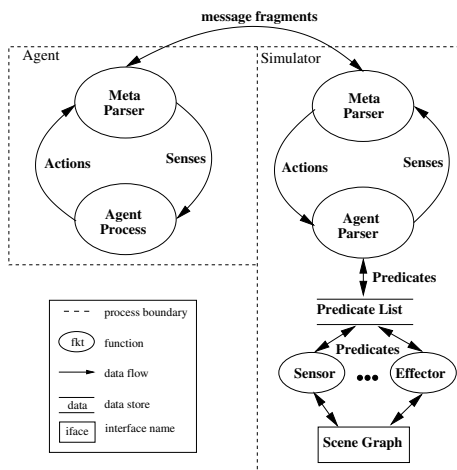 message fragments
Agent
Simulator
Meta
Parser
Meta
Parser
Actions
Senses
Actions
Senses
Agent
Process
Agent
Parser
Predicates
Predicate List
Predicates
Sensor
Effector
Scene Graph
process boundary
fkt
function
data flow
data
data store
iface
interface name